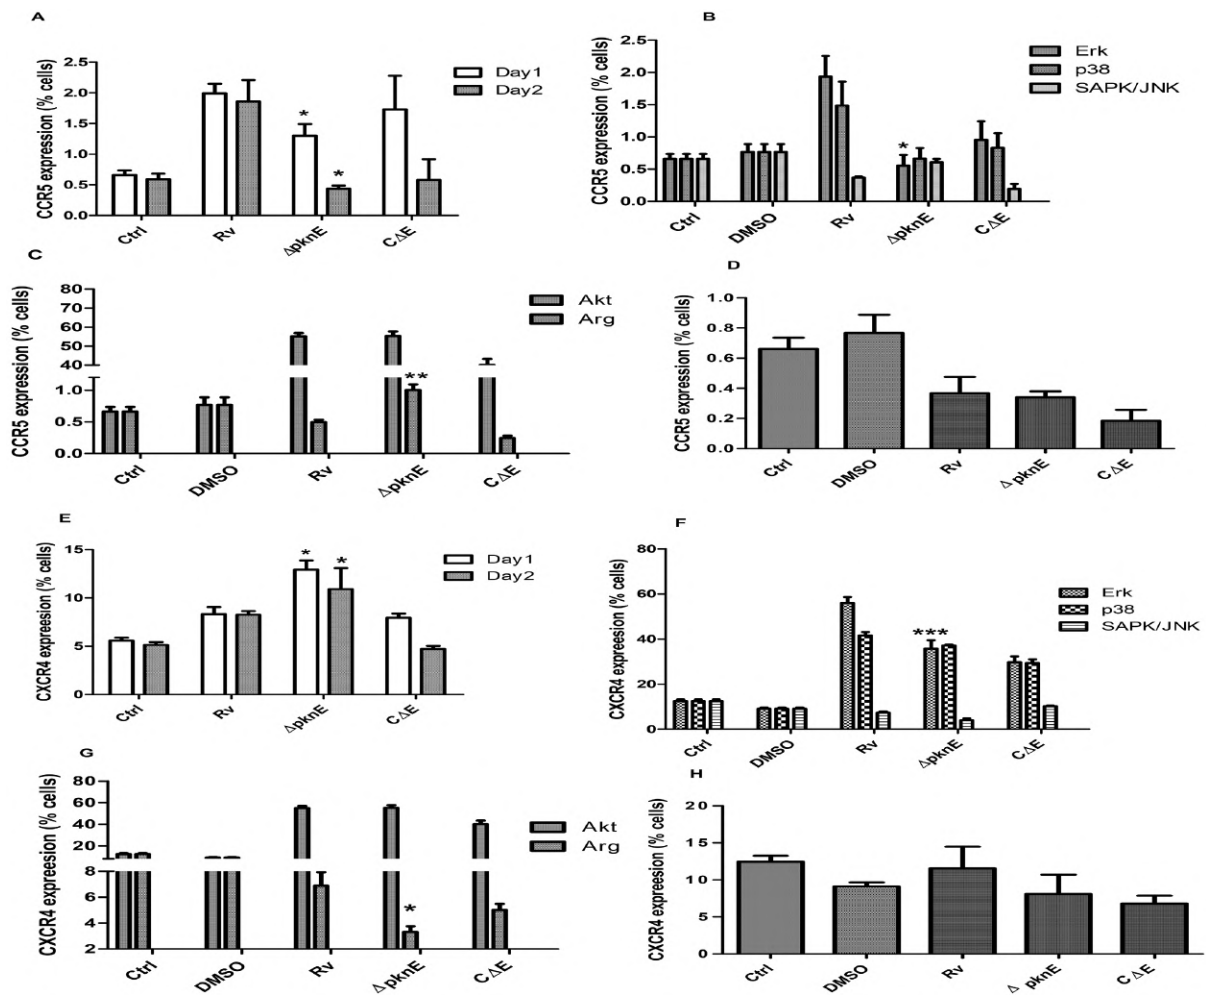 A
CCR5 expression (% cells)
2.5
2.0
1.5
1.0
0.5
0.0
*
*
Day1
Day2
Ctrl
Rv
ΔpknE
CΔE
B
CCR5 expression (% cells)
2.5
2.0
1.5
1.0
0.5
0.0
*
Erk
p38
SAPK/JNK
Ctrl
DMSO
Rv
ΔpknE
CΔE
C
CCR5 expression (% cells)
80
70
60
50
40
1.0
0.5
0.0
**
Akt
Arg
Ctrl
DMSO
Rv
ΔpknE
CΔE
D
CCR5 expression (% cells)
1.0
0.8
0.6
0.4
0.2
0.0
Ctrl
DMSO
Rv
Δ pknE
CΔE
E
CXCR4 expreesion (% cells)
15
10
5
0
*
*
Day1
Day2
Ctrl
Rv
ΔpknE
CΔE
F
CXCR4 expreesion (% cells)
80
60
40
20
0
***
Erk
p38
SAPK/JNK
Ctrl
DMSO
Rv
ΔpknE
CΔE
G
CXCR4 expreesion (% cells)
80
60
40
20
8
6
4
2
*
Akt
Arg
Ctrl
DMSO
Rv
ΔpknE
CΔE
H
CXCR4 expreesion (% cells)
20
15
10
5
0
Ctrl
DMSO
Rv
Δ pknE
CΔE